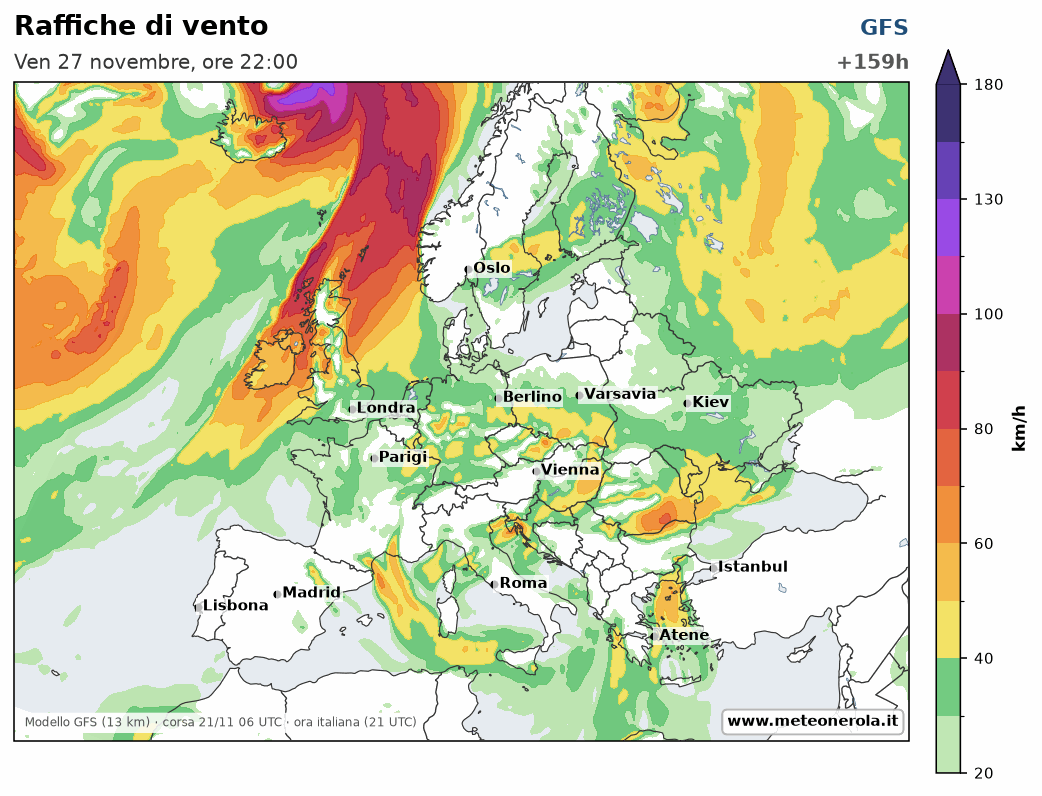 Raffiche di vento
GFS
Ven 27 novembre, ore 22:00
+159h
180
130
100
80
60
40
20
km/h
Oslo
Londra
Berlino
Varsavia
Kiev
Parigi
Vienna
Istanbul
Roma
Madrid
Lisbona
Atene
Modello GFS (13 km) · corsa 21/11 06 UTC · ora italiana (21 UTC)
www.meteonerola.it